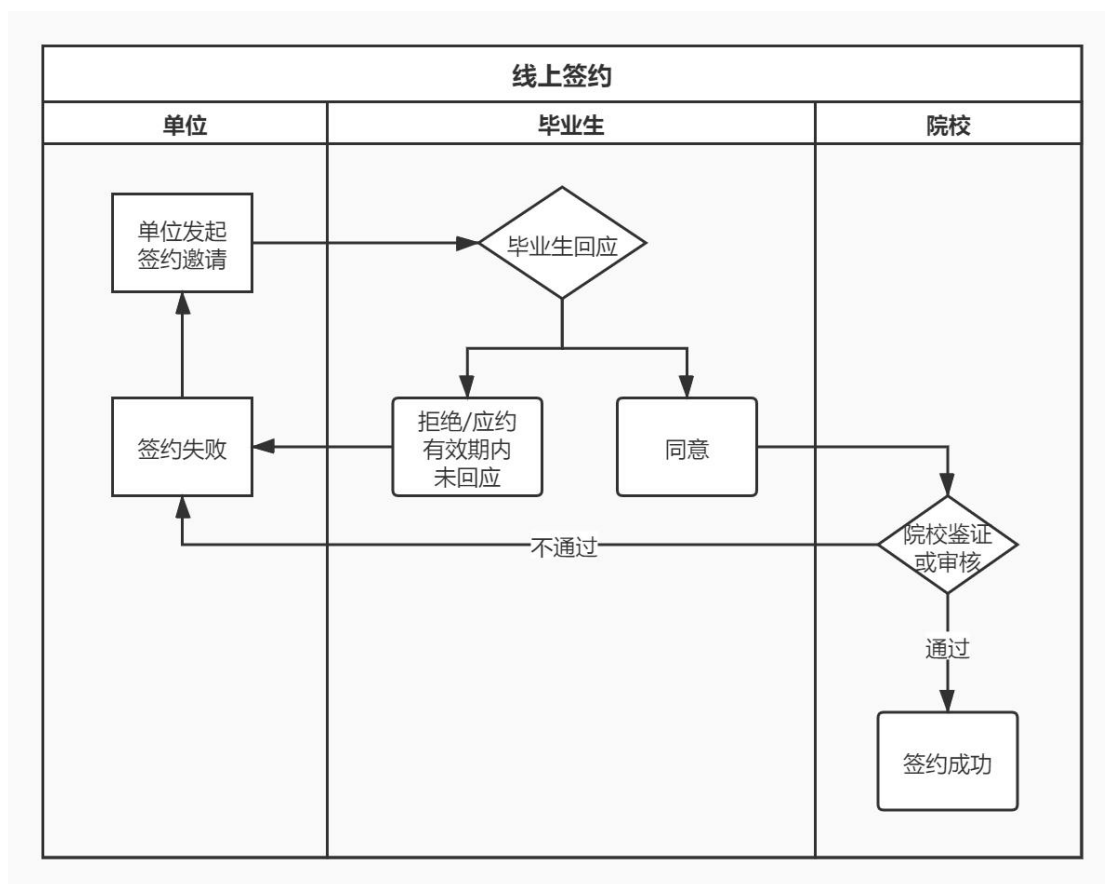 线上签约
单位
毕业生
院校
单位发起
签约邀请
毕业生回应
签约失败
拒绝/应约
有效期内
未回应
同意
院校鉴证
或审核
不通过
通过
签约成功